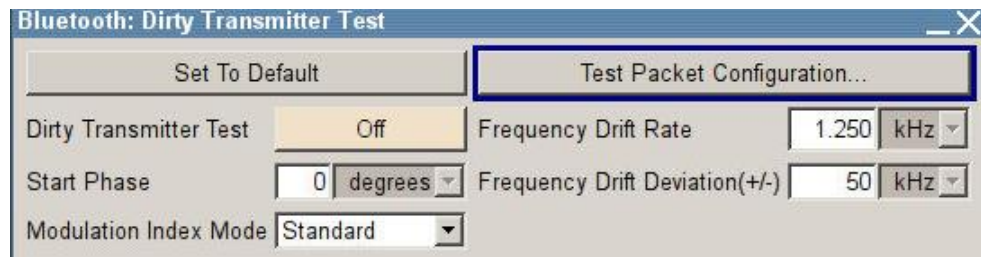 Bluetooth: Dirty Transmitter Test
Set To Default
Test Packet Configuration...
Dirty Transmitter Test Off Frequency Drift Rate 1.250 kHz
Start Phase 0 degrees Frequency Drift Deviation(+/-) 50 kHz
Modulation Index Mode Standard